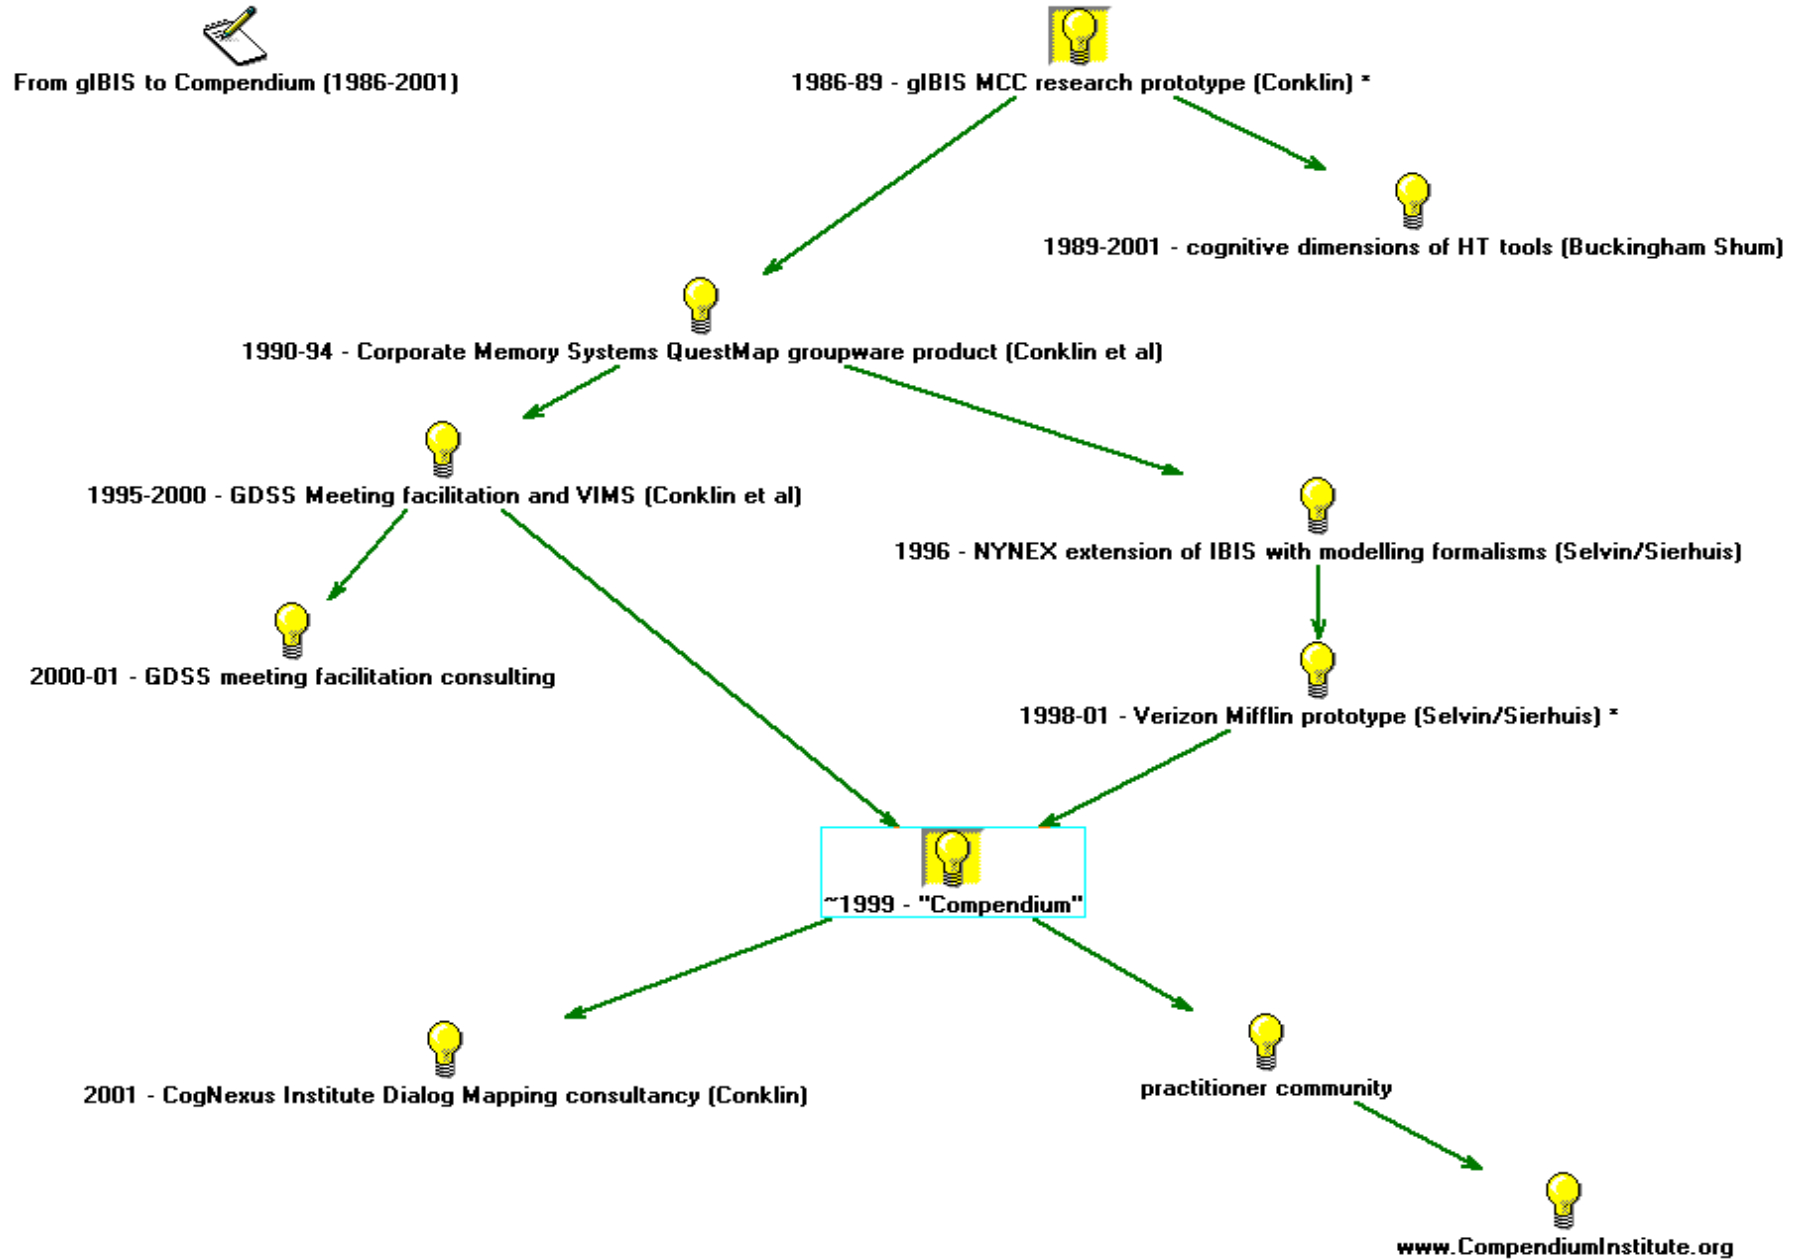 From gIBIS to Compendium (1986-2001)
1986-89 - gIBIS MCC research prototype (Conklin) *
1989-2001 - cognitive dimensions of HT tools (Buckingham Shum)
1990-94 - Corporate Memory Systems QuestMap groupware product (Conklin et al)
1995-2000 - GDSS Meeting facilitation and VIMS (Conklin et al)
1996 - NYNEX extension of IBIS with modelling formalisms (Selvin/Sierhuis)
2000-01 - GDSS meeting facilitation consulting
1998-01 - Verizon Mifflin prototype (Selvin/Sierhuis) *
~1999 - "Compendium"
2001 - CogNexus Institute Dialog Mapping consultancy (Conklin)
practitioner community
www.CompendiumInstitute.org